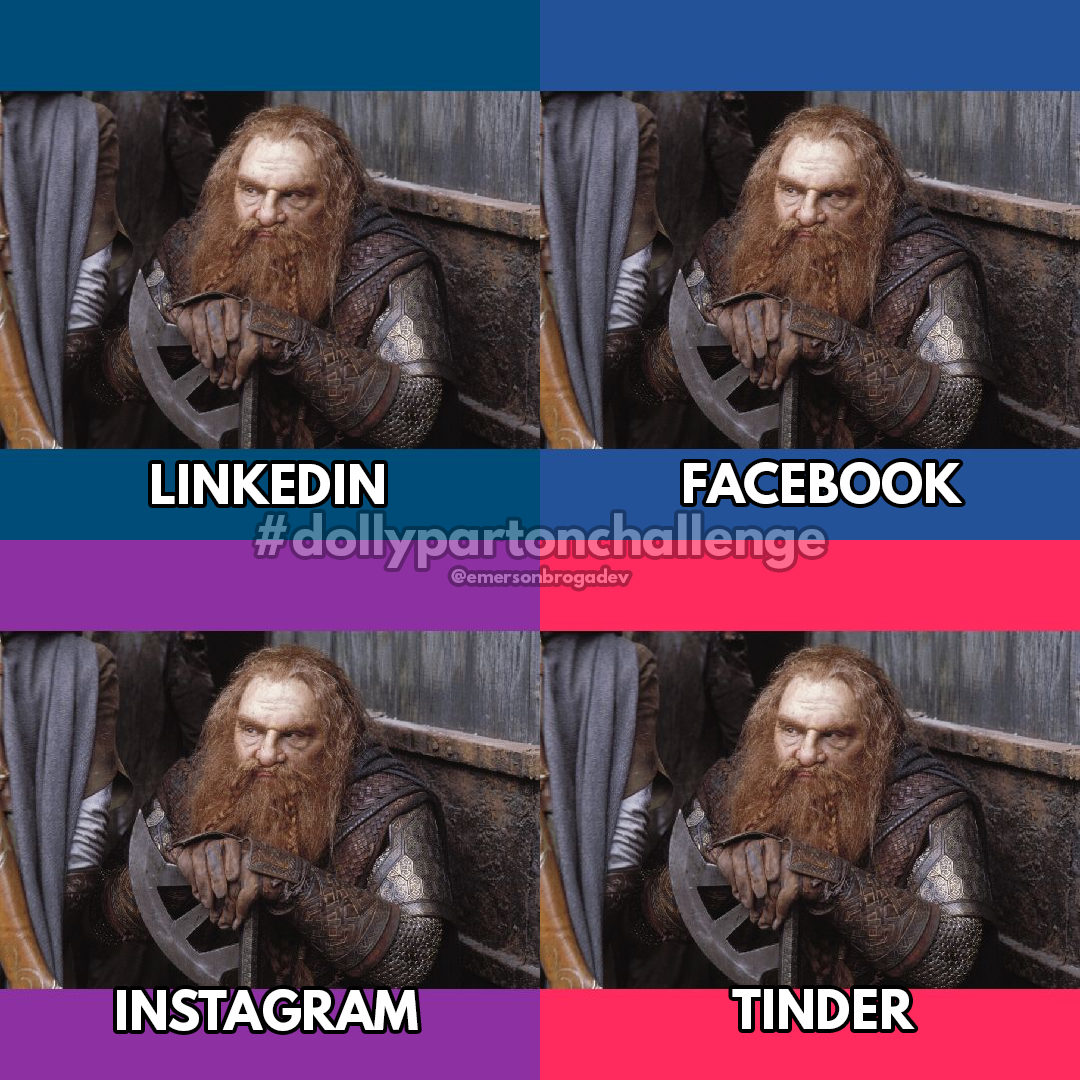 LINKEDIN
FACEBOOK
#dollypartonchallenge
@emersonbrogadev
INSTAGRAM
TINDER